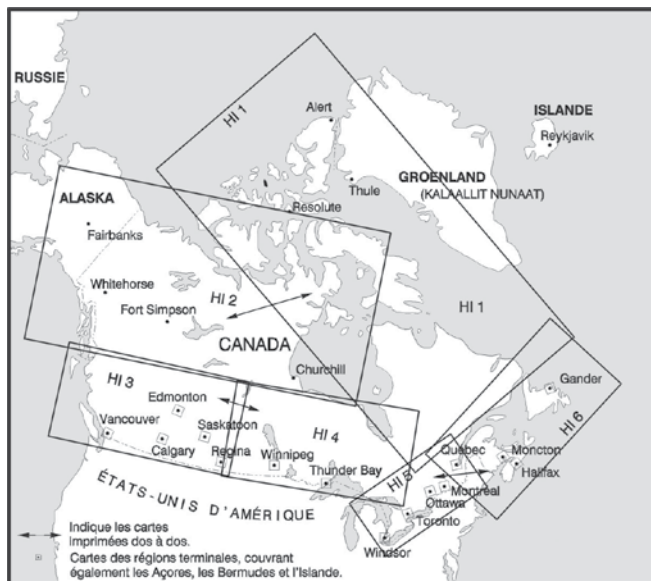 RUSSIE
HI 1
Alert
ISLANDE
Reykjavik
GROENLAND
(KALAALLIT NUNAAT)
Thule
Resolute
ALASKA
Fairbanks
Whitehorse
HI 2
Fort Simpson
HI 1
CANADA
Churchill
HI 3
Edmonton
Vancouver
Saskatoon
HI 4
Calgary
Regina
Winnipeg
Thunder Bay
Gander
HI 6
Québec
Moncton
Halifax
HI 5
Montréal
Ottawa
Toronto
Windsor
ÉTATS-UNIS D'AMÉRIQUE
Indique les cartes
imprimées dos à dos.
Cartes des régions terminales, couvrant
également les Açores, les Bermudes et l'Islande.